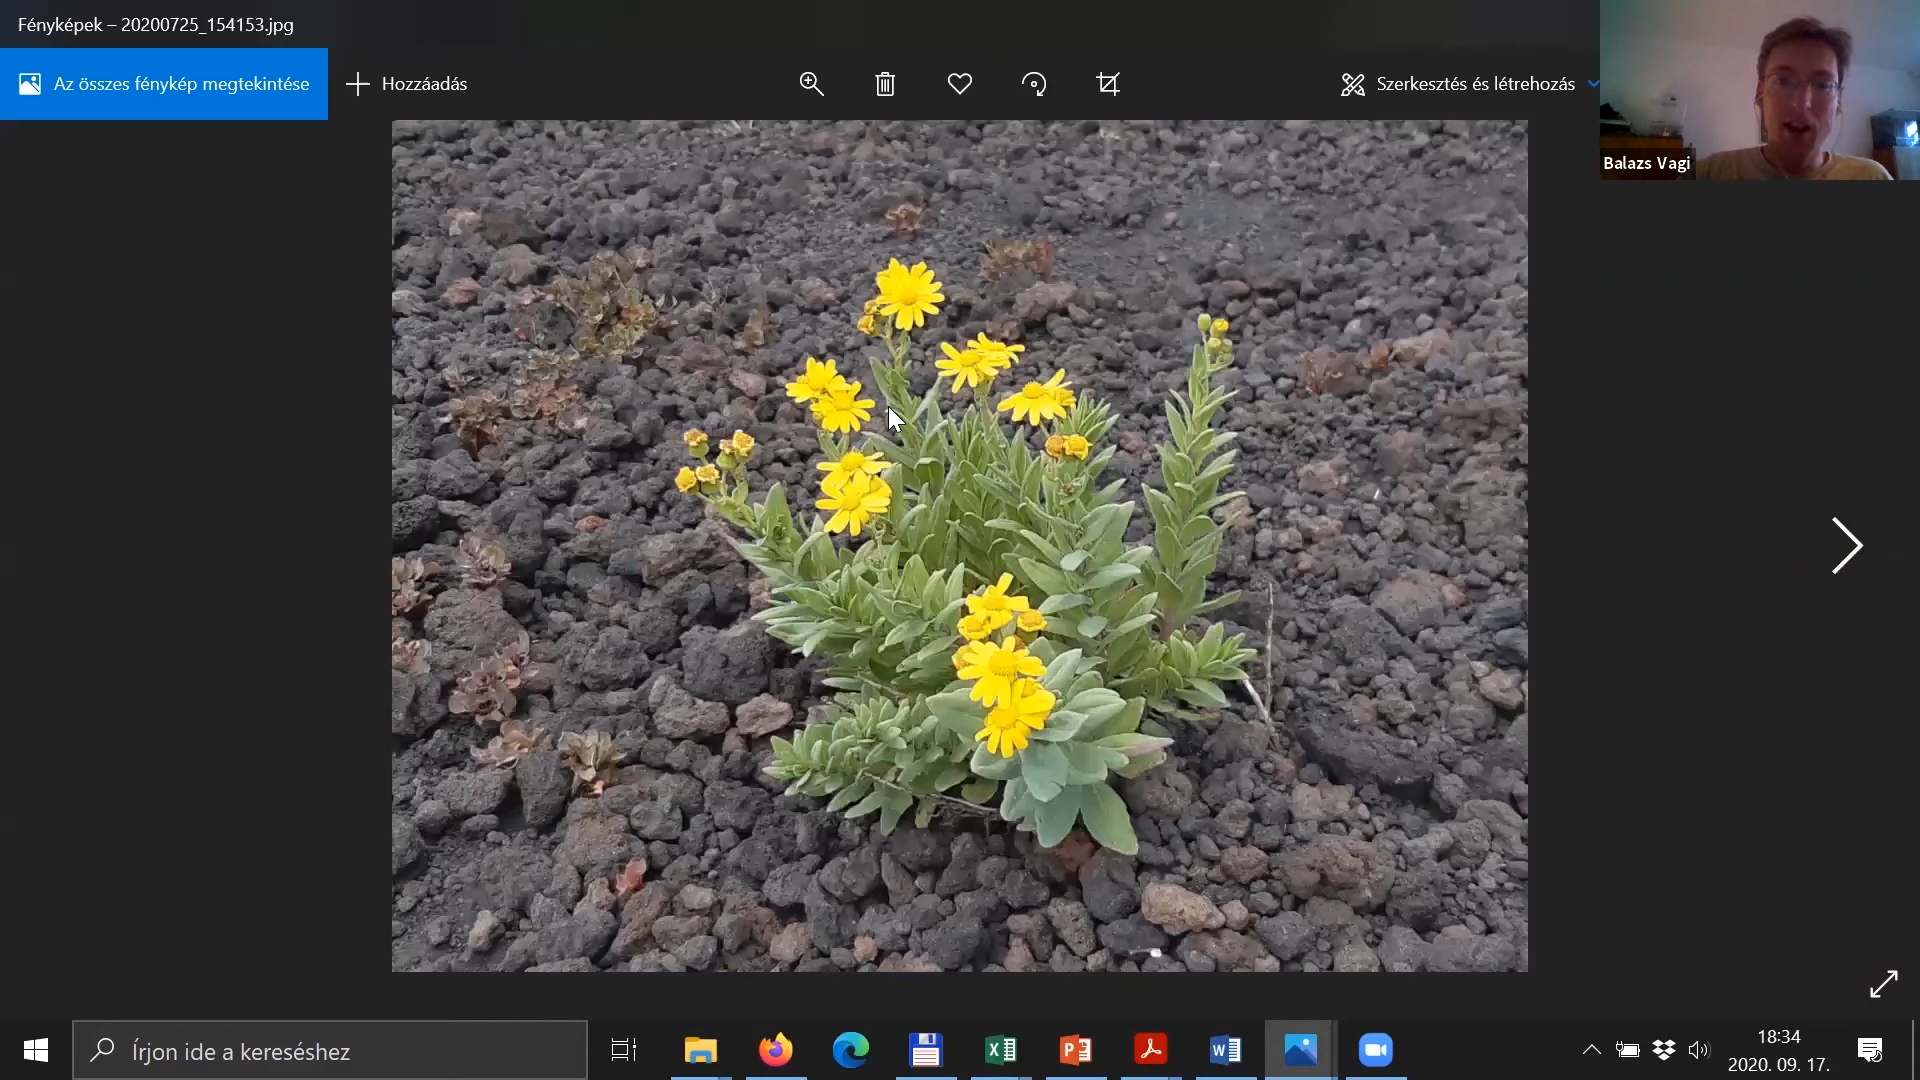 Fényképek – 20200725_154153.jpg
Az összes fénykép megtekintése
Hozzáadás
Szerkesztés és létrehozás
Balazs Vagi
Írjon ide a kereséshez
18:34
2020. 09. 17.